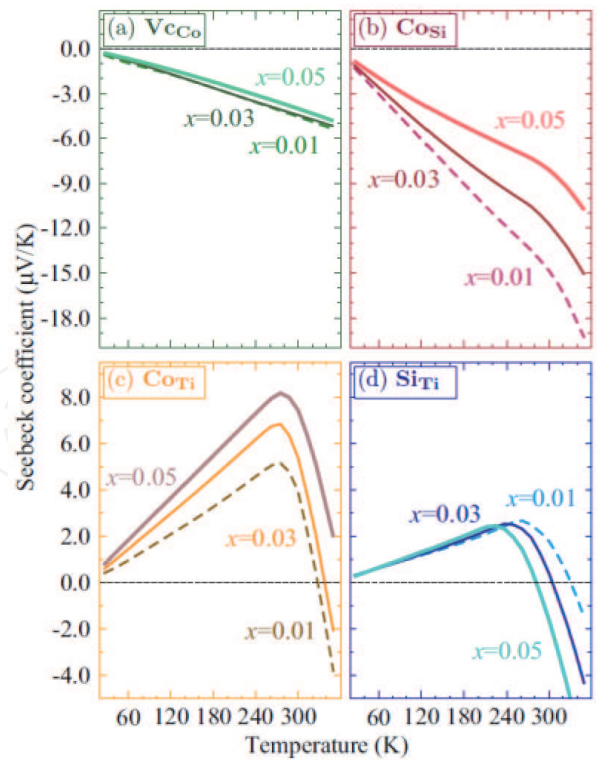 (a) Vc_Co
(b) Co_Si
0.0
-3.0
-6.0
-9.0
-12.0
-15.0
-18.0
x=0.05
x=0.03
x=0.01
x=0.05
x=0.03
x=0.01
Seebeck coefficient (μV/K)
(c) Co_Ti
(d) Si_Ti
8.0
6.0
4.0
2.0
0.0
-2.0
-4.0
x=0.05
x=0.03
x=0.01
x=0.01
x=0.03
x=0.05
60 120 180 240 300
60 120 180 240 300
Temperature (K)